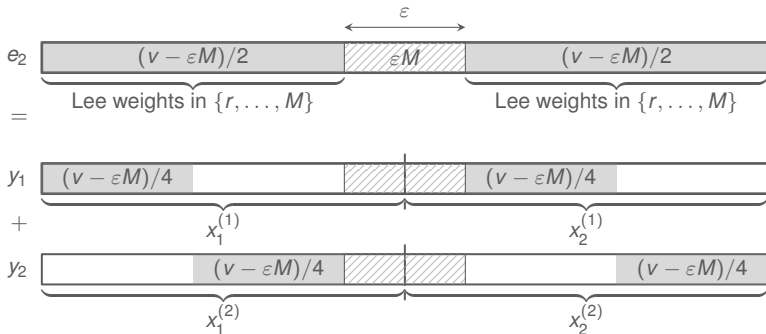 ε
e₂ (v − εM)/2 εM (v − εM)/2
Lee weights in {r, . . . , M} Lee weights in {r, . . . , M}
=
y₁ (v − εM)/4 (v − εM)/4
x₁⁽¹⁾ x₂⁽¹⁾
+
y₂ (v − εM)/4 (v − εM)/4
x₁⁽²⁾ x₂⁽²⁾